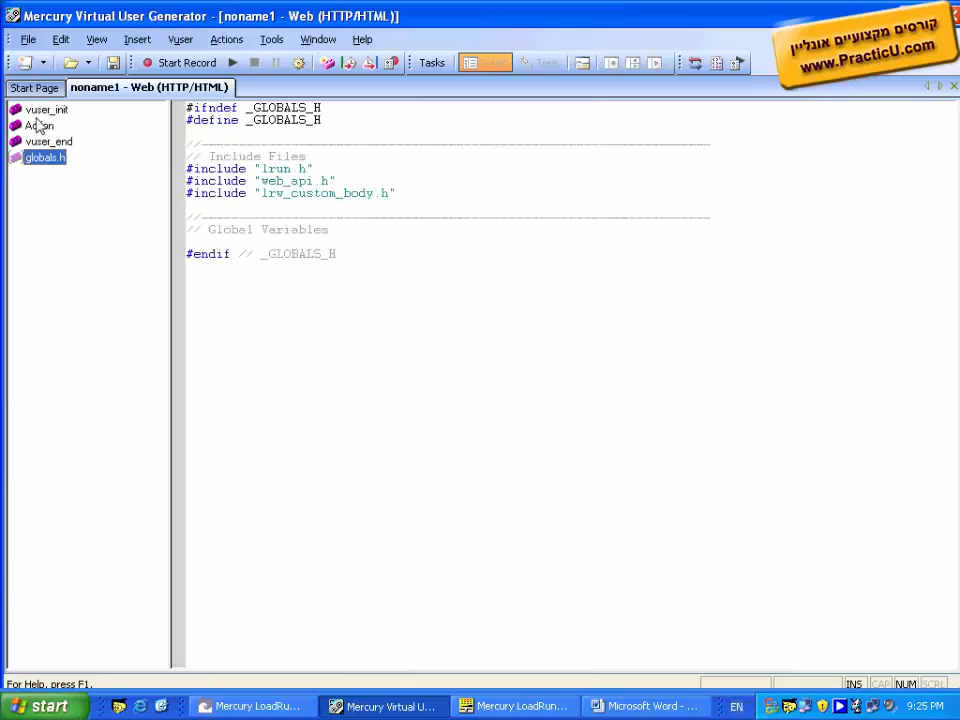 Mercury Virtual User Generator - [noname1 - Web (HTTP/HTML)]
File Edit View Insert Vuser Actions Tools Window Help
Start Record Tasks
קורסים מקצועיים אונליין
www.PracticU.com
Start Page noname1 - Web (HTTP/HTML)
vuser_init
vuser_end
globals.h
#ifndef _GLOBALS_H
#define _GLOBALS_H
//--------------------------------------------------------------------
// Include Files
#include "lrun.h"
#include "web_api.h"
#include "lrw_custom_body.h"
//--------------------------------------------------------------------
// Global Variables
#endif // _GLOBALS_H
For Help, press F1.
INS CAP NUM SCRL
start Mercury LoadRu... Mercury Virtual U... Mercury LoadRun... Microsoft Word - ... EN 9:25 PM